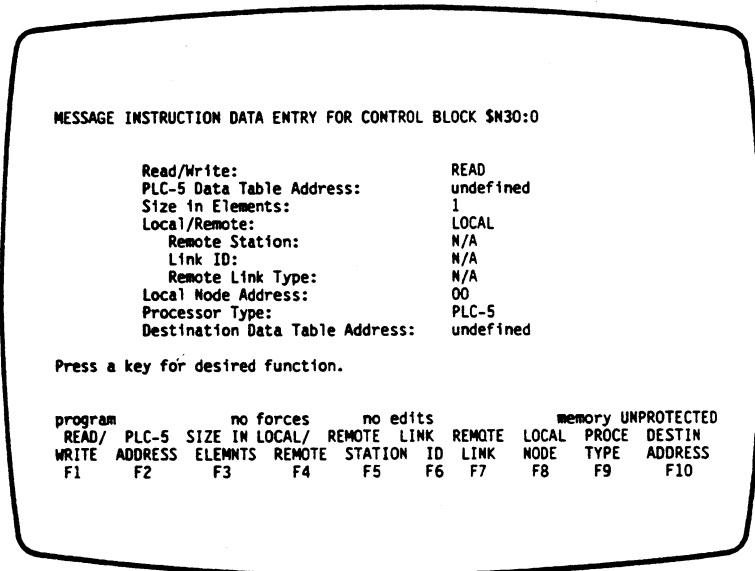 MESSAGE INSTRUCTION DATA ENTRY FOR CONTROL BLOCK $N30:0
Read/Write: READ
PLC-5 Data Table Address: undefined
Size in Elements: 1
Local/Remote: LOCAL
Remote Station: N/A
Link ID: N/A
Remote Link Type: N/A
Local Node Address: 00
Processor Type: PLC-5
Destination Data Table Address: undefined
Press a key for desired function.
program no forces no edits memory UNPROTECTED
READ/ PLC-5 SIZE IN LOCAL/ REMOTE LINK REMOTE LOCAL PROCE DESTIN
WRITE ADDRESS ELEMNTS REMOTE STATION ID LINK NODE TYPE ADDRESS
F1 F2 F3 F4 F5 F6 F7 F8 F9 F10